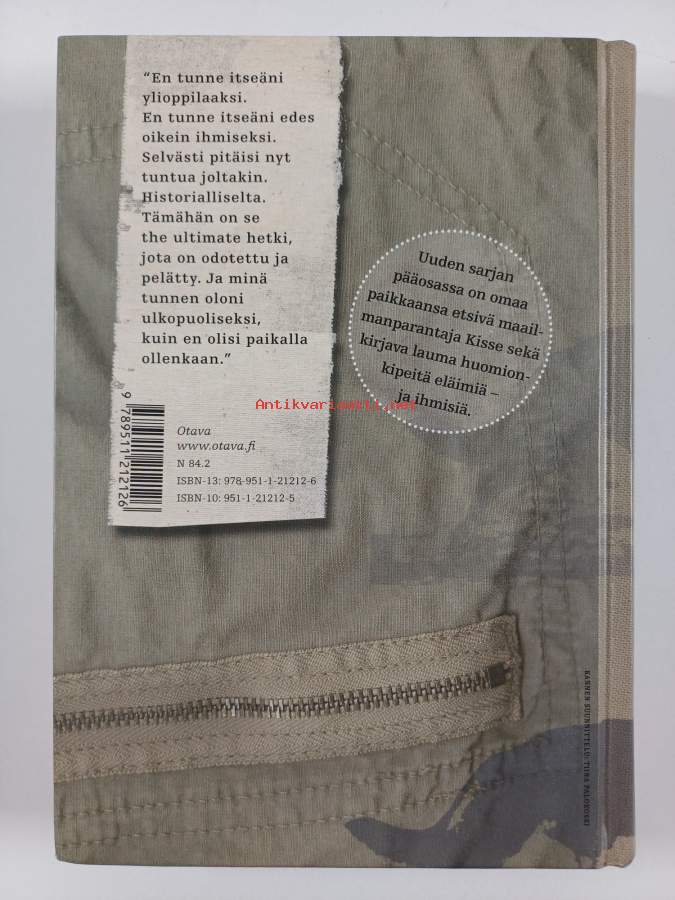 “En tunne itseäni
ylioppilaaksi.
En tunne itseäni edes
oikein ihmiseksi.
Selvästi pitäisi nyt
tuntua joltakin.
Historialliselta.
Tämähän on se
the ultimate hetki,
jota on odotettu ja
pelätty. Ja minä
tunnen oloni
ulkopuoliseksi,
kuin en olisi paikalla
ollenkaan.”
Uuden sarjan
pääosassa on omaa
paikkaansa etsivä maail-
manparantaja Kisse sekä
kirjava lauma huomion-
kipeitä eläimiä –
ja ihmisiä.
Antikvariaatti.net
9 789511 212126
Otava
www.otava.fi
N 84.2
ISBN-13: 978-951-1-21212-6
ISBN-10: 951-1-21212-5
KANNEN SUUNNITTELU: TIINA PALOKOSKI